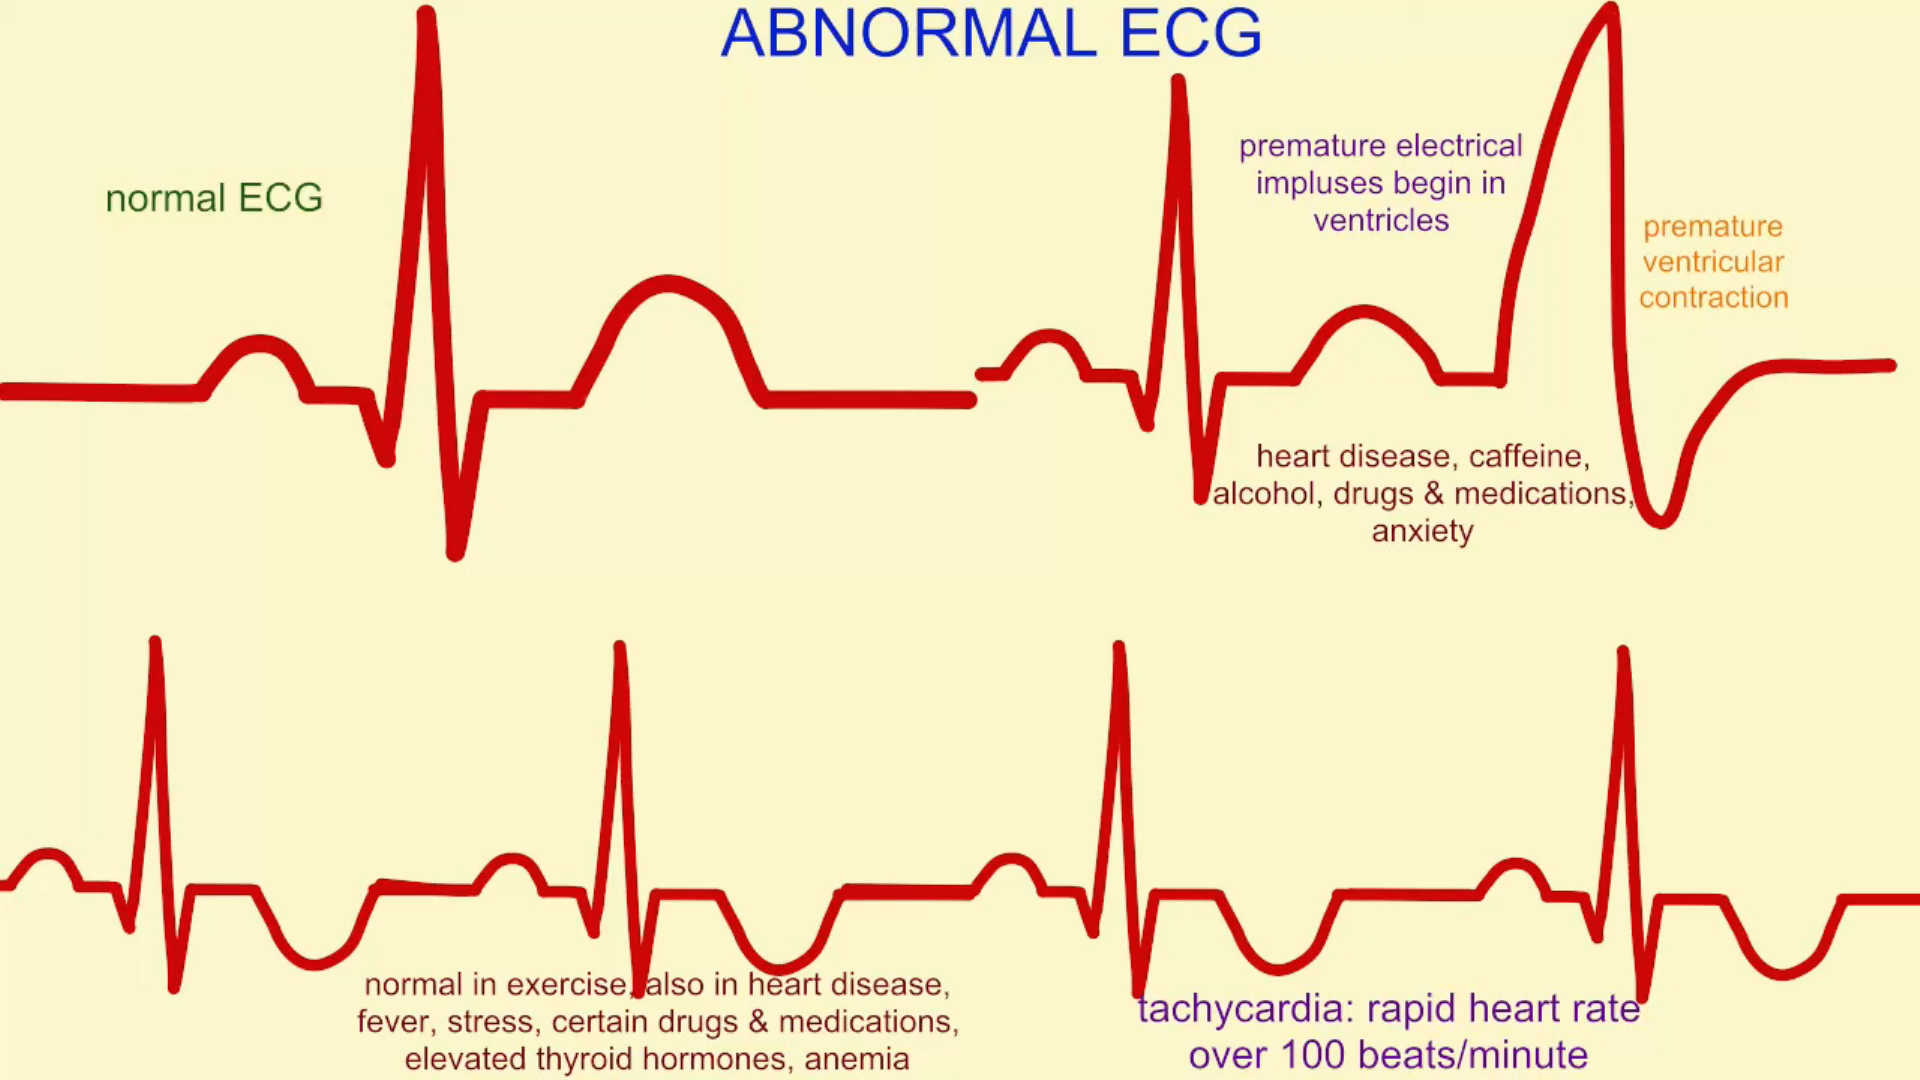 ABNORMAL ECG
normal ECG
premature electrical
impluses begin in
ventricles
premature
ventricular
contraction
heart disease, caffeine,
alcohol, drugs & medications,
anxiety
normal in exercise, also in heart disease,
fever, stress, certain drugs & medications,
elevated thyroid hormones, anemia
tachycardia: rapid heart rate
over 100 beats/minute